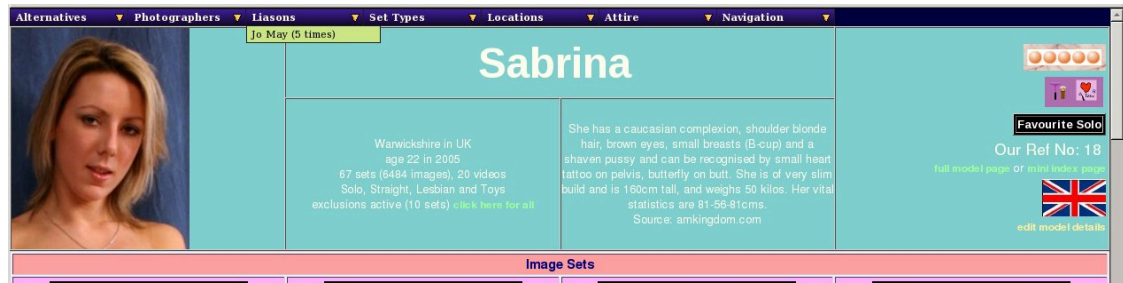 Alternatives Photographers Liasons Set Types Locations Attire Navigation
Jo May (5 times)
Sabrina
Warwickshire in UK
age 22 in 2005
67 sets (6484 images), 20 videos
Solo, Straight, Lesbian and Toys
exclusions active (10 sets) click here for all
She has a caucasian complexion, shoulder blonde
hair, brown eyes, small breasts (B-cup) and a
shaven pussy and can be recognised by small heart
tattoo on pelvis, butterfly on butt. She is of very slim
build and is 160cm tall, and weighs 50 kilos. Her vital
statistics are 81-56-81cms.
Source: amkingdom.com
Favourite Solo
Our Ref No: 18
full model page or mini index page
edit model details
Image Sets